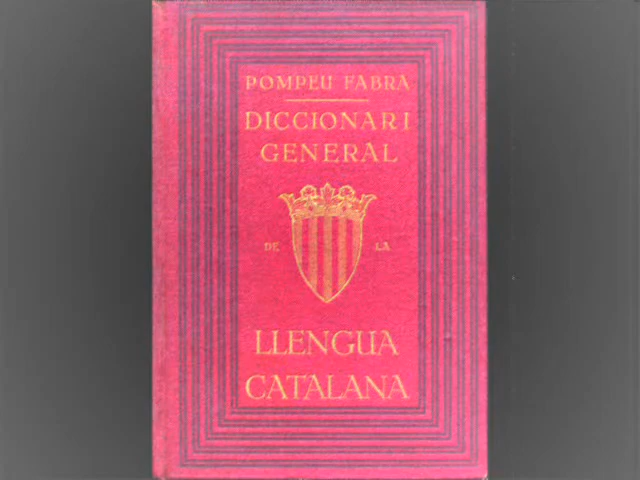 POMPEU FABRA
DICCIONARI
GENERAL
DE LA
LLENGUA
CATALANA